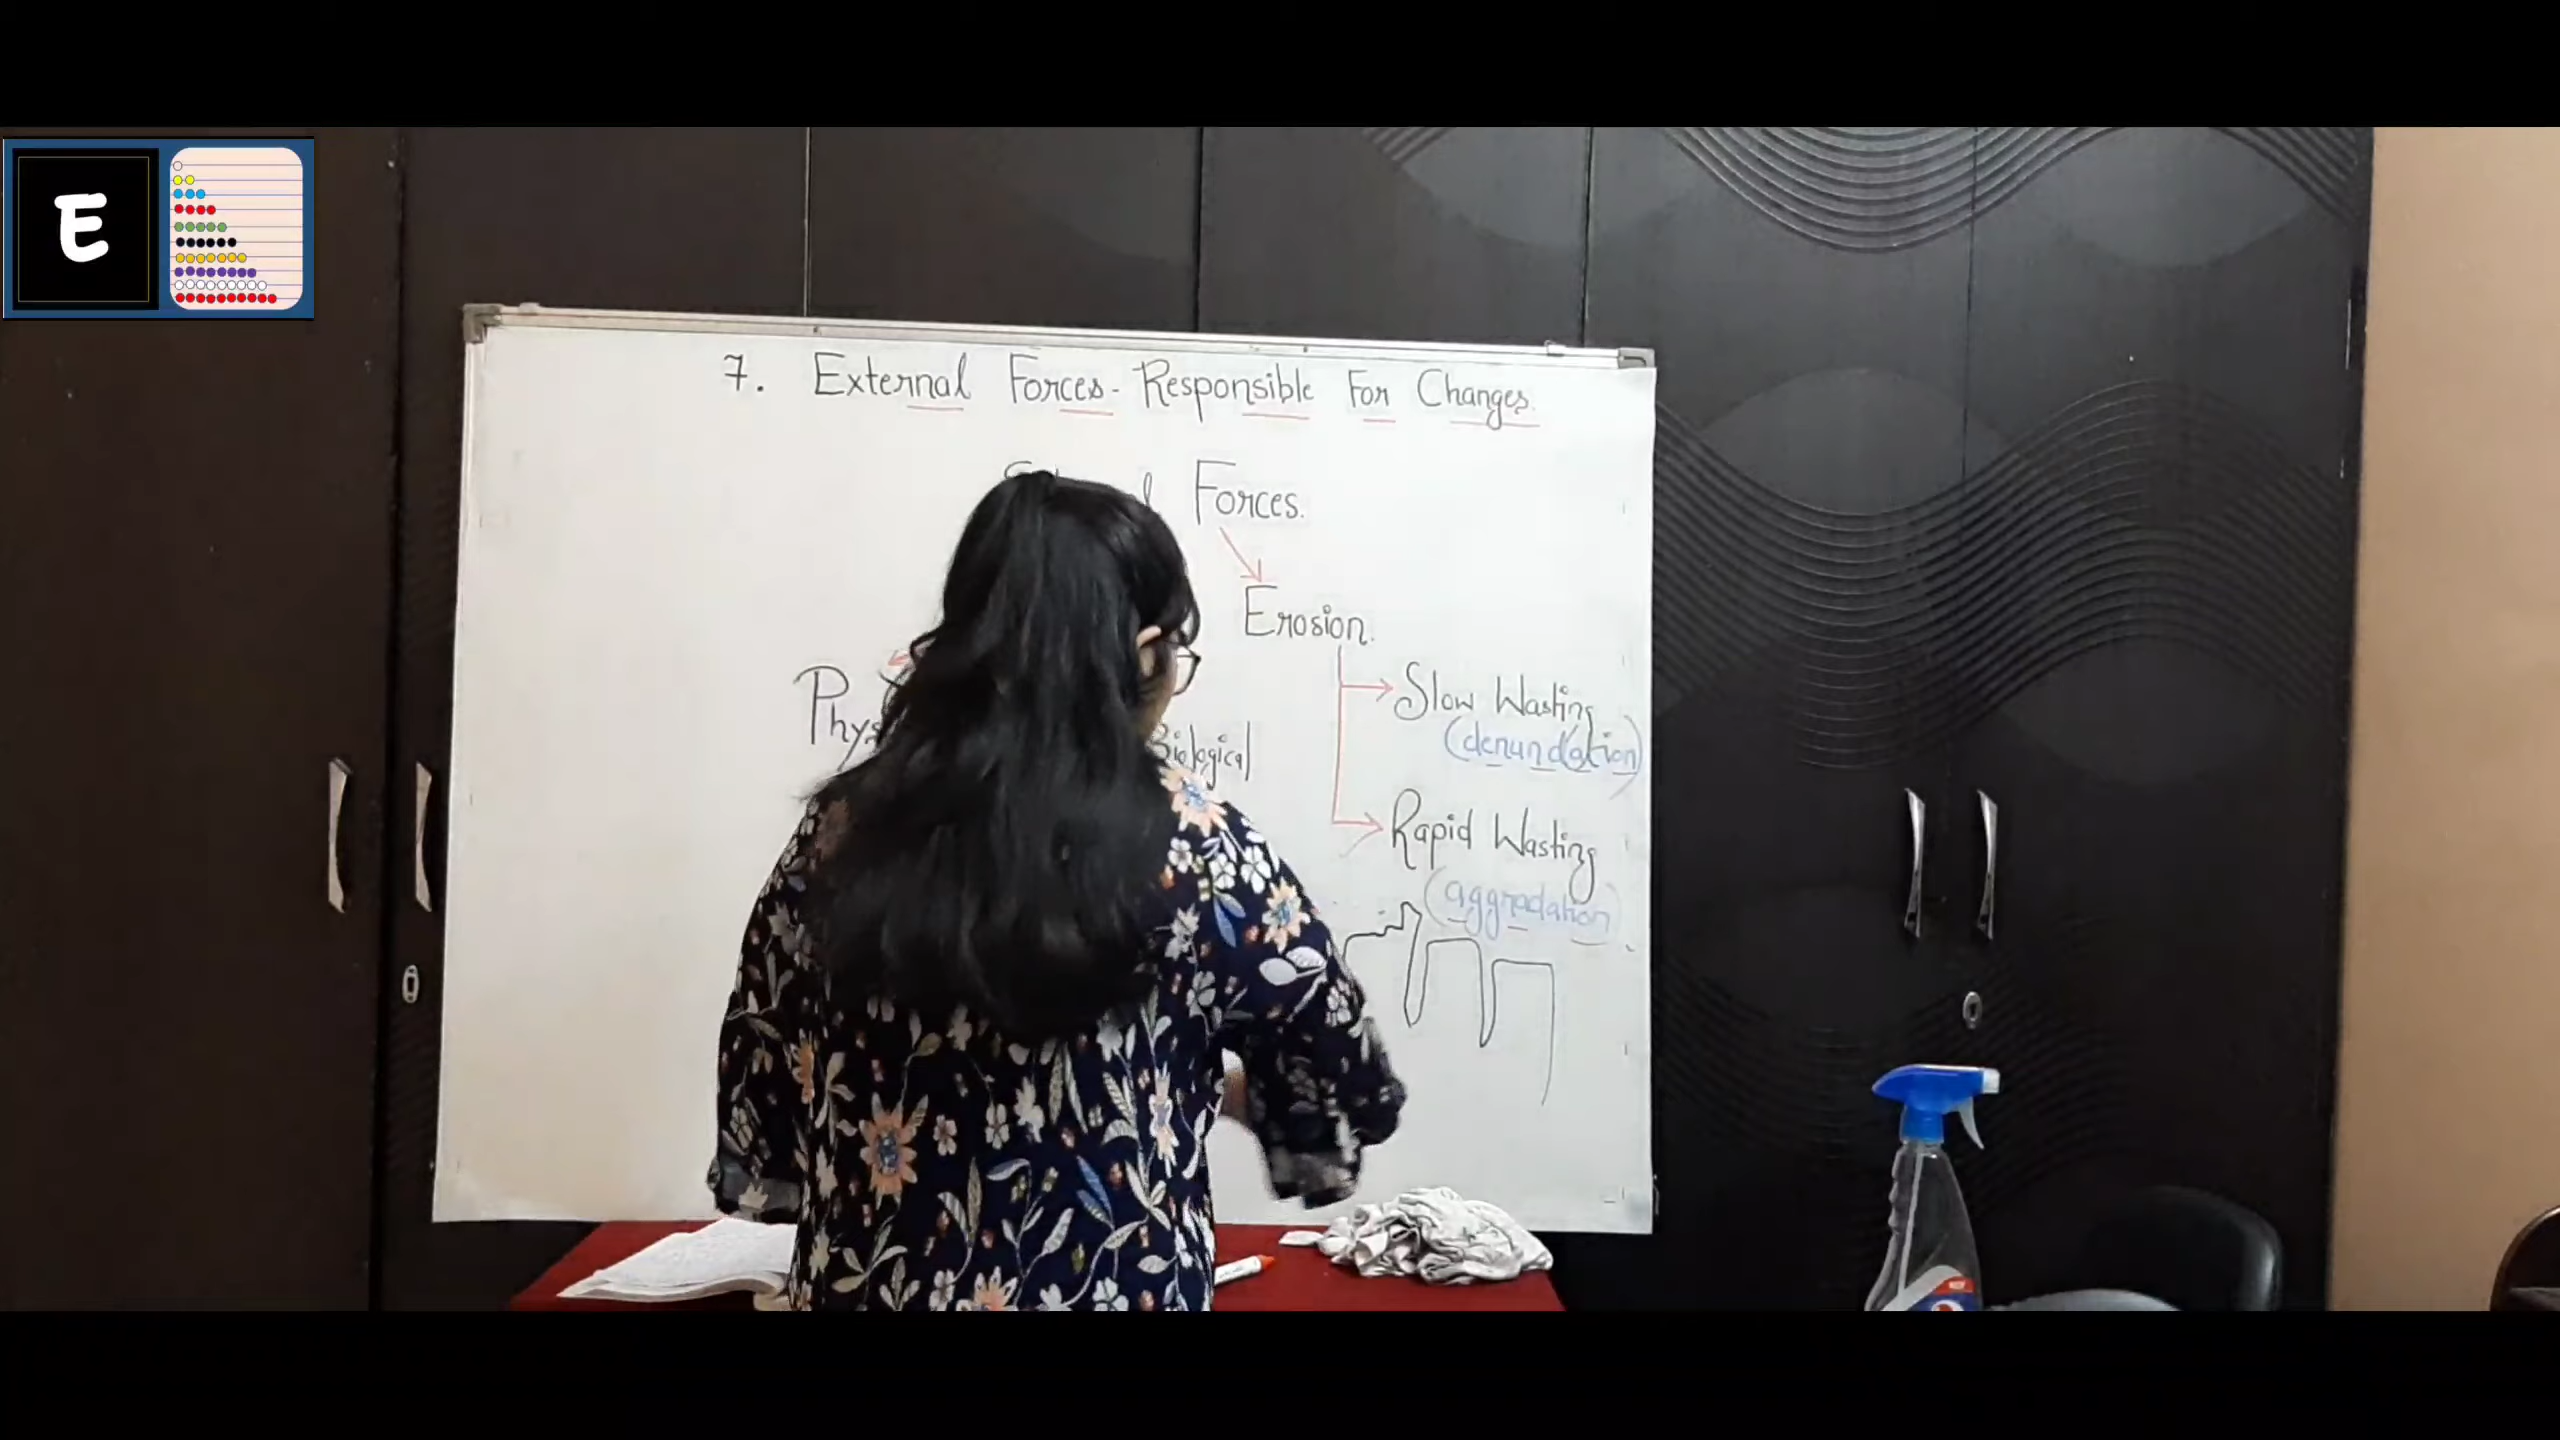 E
7. External Forces - Responsible For Changes.
Forces.
Erosion.
Slow Wasting
(denundation)
Biological
Rapid Wasting
(aggradation)